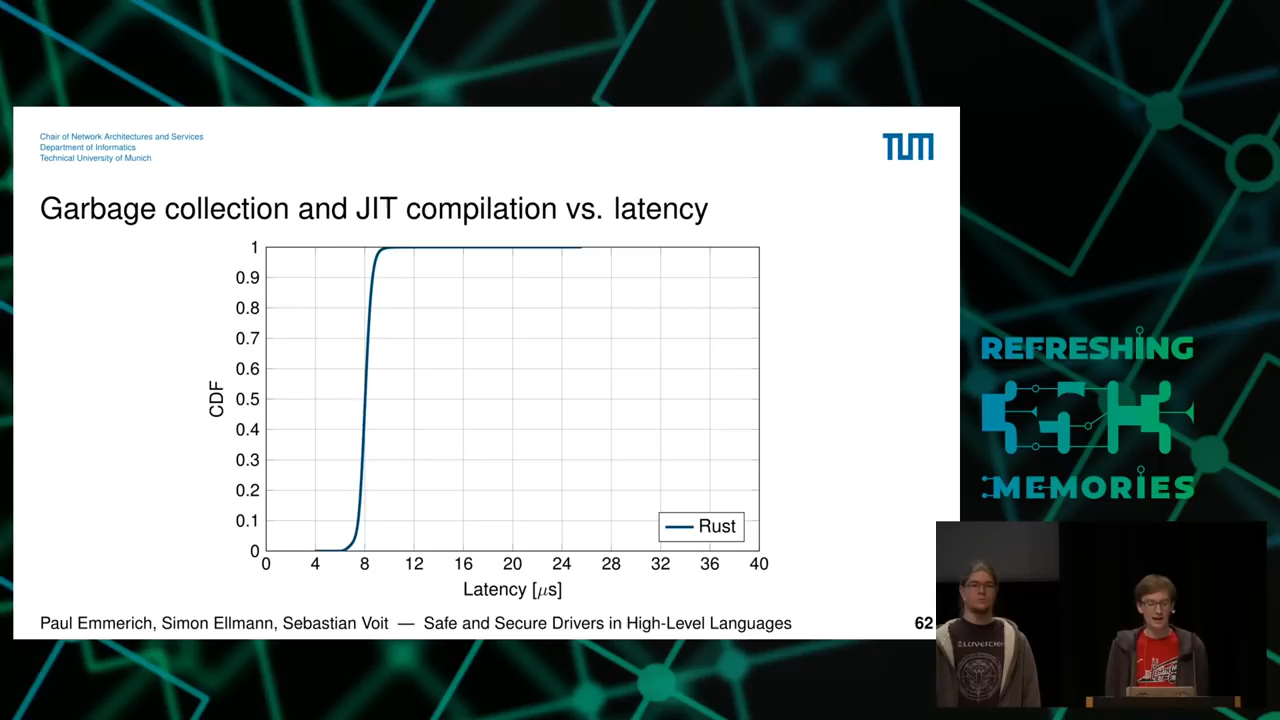 Chair of Network Architectures and Services
Department of Informatics
Technical University of Munich
TUM
Garbage collection and JIT compilation vs. latency
1
0.9
0.8
0.7
0.6
0.5
0.4
0.3
0.2
0.1
0
CDF
0 4 8 12 16 20 24 28 32 36 40
Latency [μs]
Rust
Paul Emmerich, Simon Ellmann, Sebastian Voit — Safe and Secure Drivers in High-Level Languages
62
REFRESHING
MEMORIES